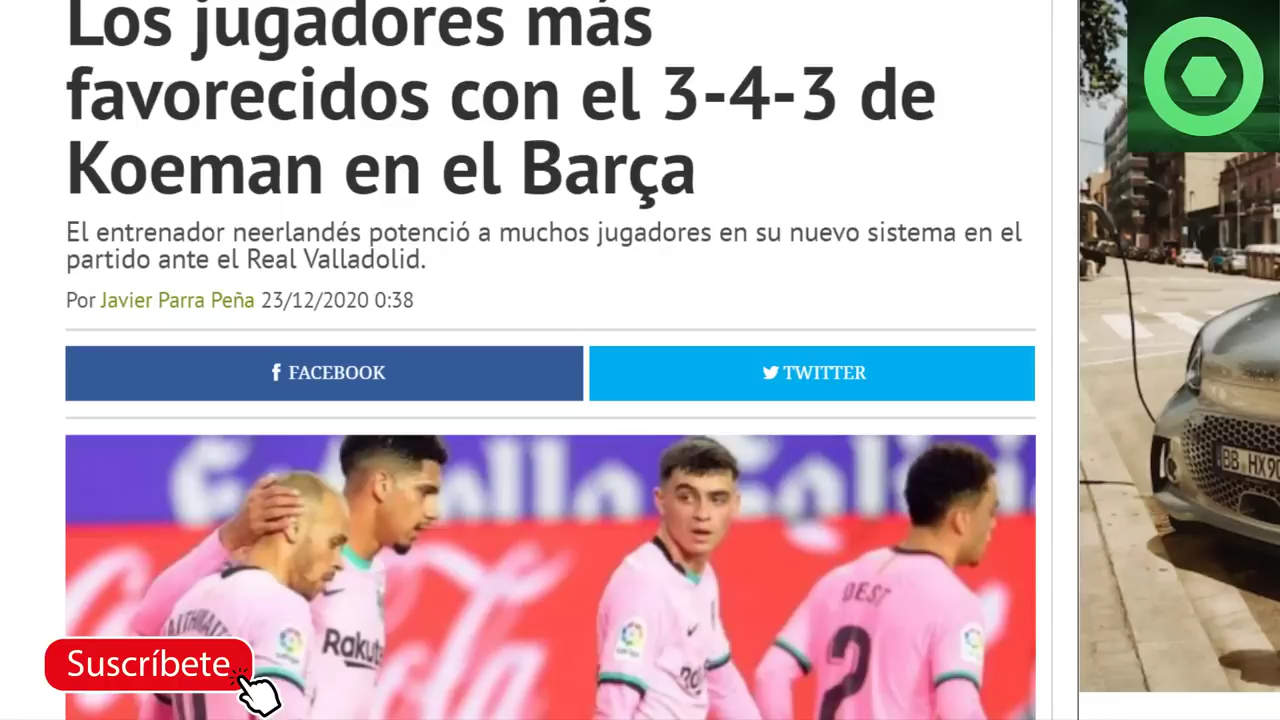 Los jugadores más
favorecidos con el 3-4-3 de
Koeman en el Barça
El entrenador neerlandés potenció a muchos jugadores en su nuevo sistema en el
partido ante el Real Valladolid.
Por Javier Parra Peña 23/12/2020 0:38
FACEBOOK
TWITTER
DEST
2
Suscríbete